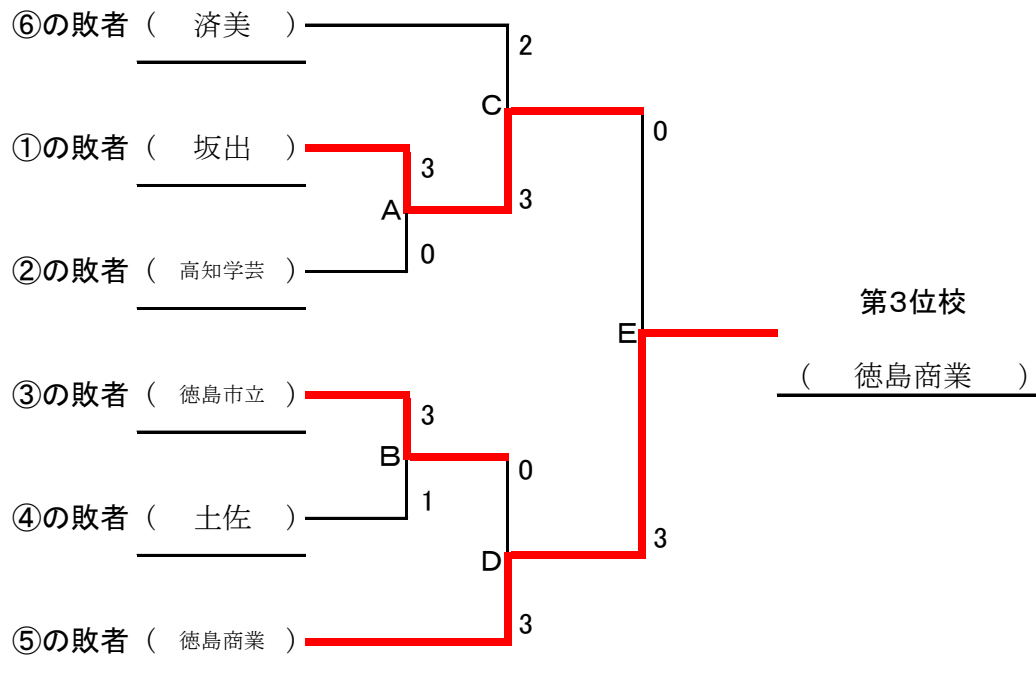 ⑥の敗者 ( 済美 )
2
C
0
①の敗者 ( 坂出 )
3
3
A
0
②の敗者 ( 高知学芸 )
第3位校
E
( 徳島商業 )
③の敗者 ( 徳島市立 )
3
B
0
1
④の敗者 ( 土佐 )
3
D
3
⑤の敗者 ( 徳島商業 )